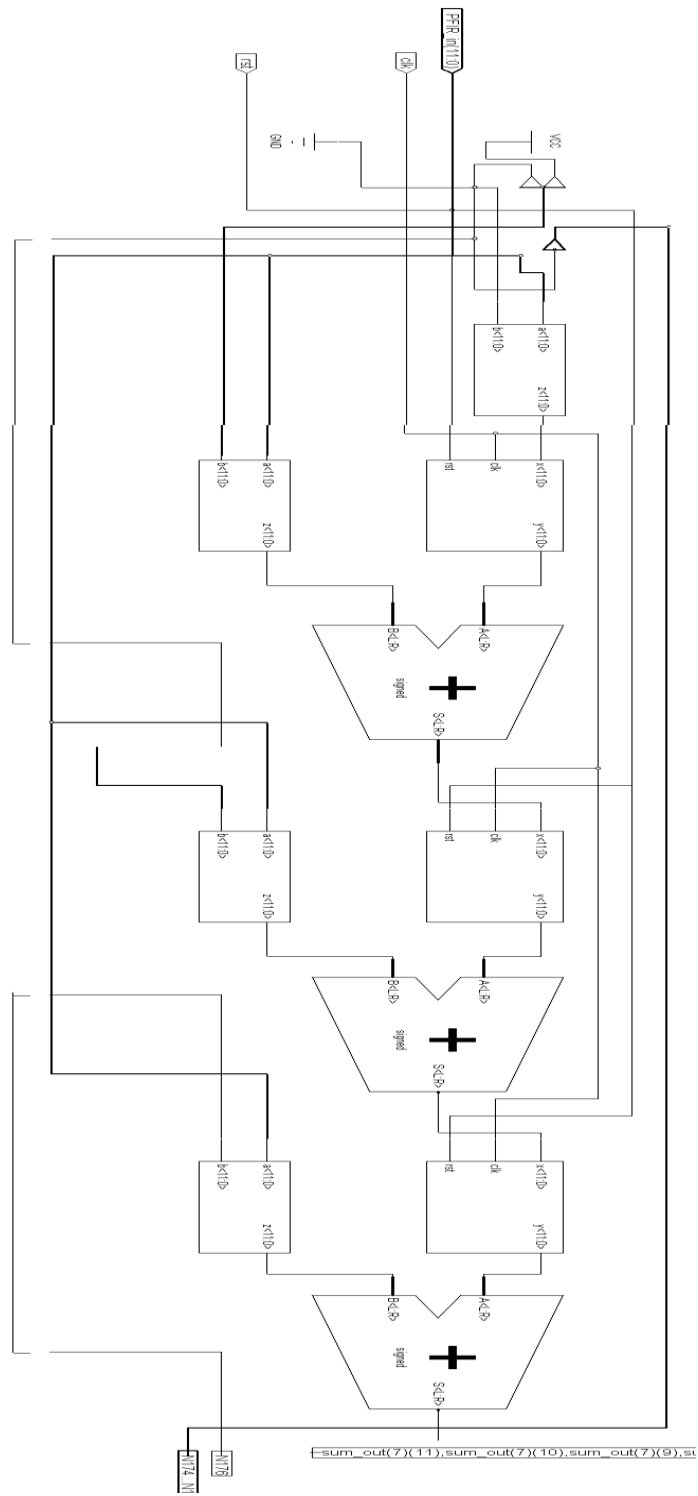 PFIR_in(11:0)
clk
rst
VCC
GND
a<11:0>
b<11:0>
z<11:0>
x<11:0>
clk
rst
y<11:0>
a<11:0>
b<11:0>
z<11:0>
A<L:R>
B<L:R>
signed
S<L:R>
x<11:0>
clk
rst
y<11:0>
a<11:0>
b<11:0>
z<11:0>
A<L:R>
B<L:R>
signed
S<L:R>
x<11:0>
clk
rst
y<11:0>
a<11:0>
b<11:0>
z<11:0>
A<L:R>
B<L:R>
signed
S<L:R>
sum_out(7)(11),sum_out(7)(10),sum_out(7)(9),su
N176
N174_N1